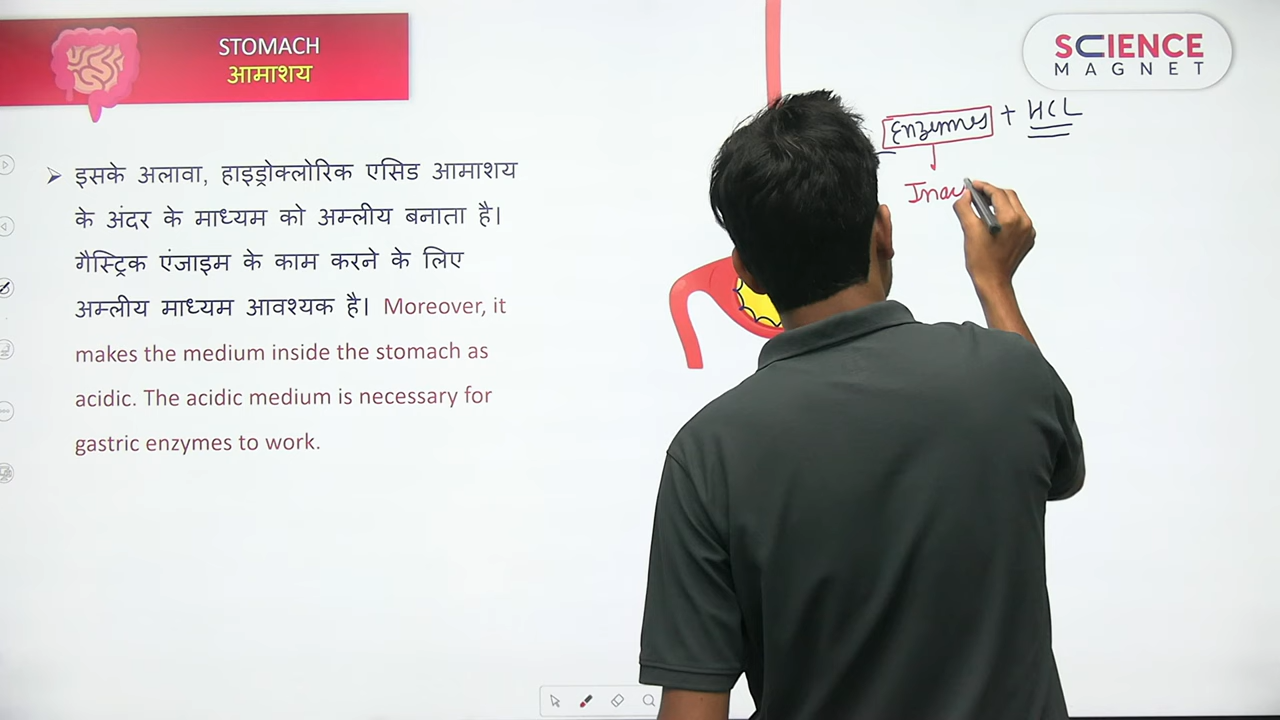 STOMACH
आमाशय
SCIENCE
MAGNET
Enzymes + HCL
➢ इसके अलावा, हाइड्रोक्लोरिक एसिड आमाशय
के अंदर के माध्यम को अम्लीय बनाता है।
गैस्ट्रिक एंजाइम के काम करने के लिए
अम्लीय माध्यम आवश्यक है। Moreover, it
makes the medium inside the stomach as
acidic. The acidic medium is necessary for
gastric enzymes to work.